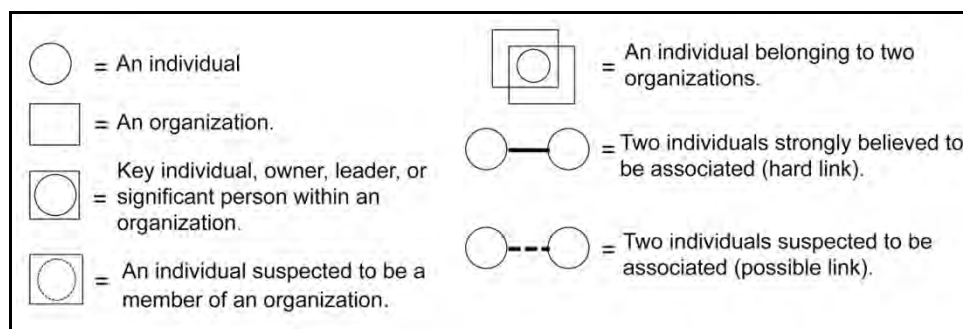 = An individual
= An organization.
Key individual, owner, leader, or
= significant person within an
organization.
= An individual suspected to be a
member of an organization.
An individual belonging to two
= organizations.
= Two individuals strongly believed to
be associated (hard link).
= Two individuals suspected to be
associated (possible link).